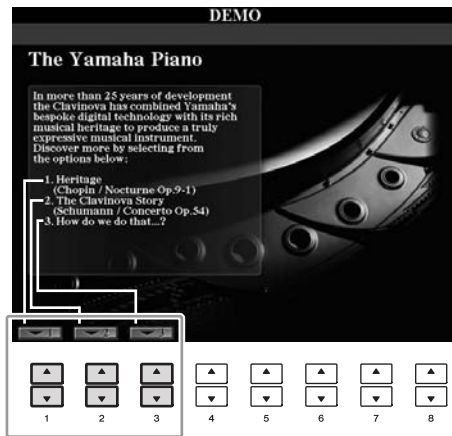 DEMO
The Yamaha Piano
In more than 25 years of development
the Clavinova has combined Yamaha's
bespoke digital technology with its rich
musical heritage to produce a truly
expressive musical instrument.
Discover more by selecting from
the options below;
1. Heritage
(Chopin / Nocturne Op.9-1)
2. The Clavinova Story
(Schumann / Concerto Op.54)
3. How do we do that...?
1 2 3
1 2 3 4 5 6 7 8